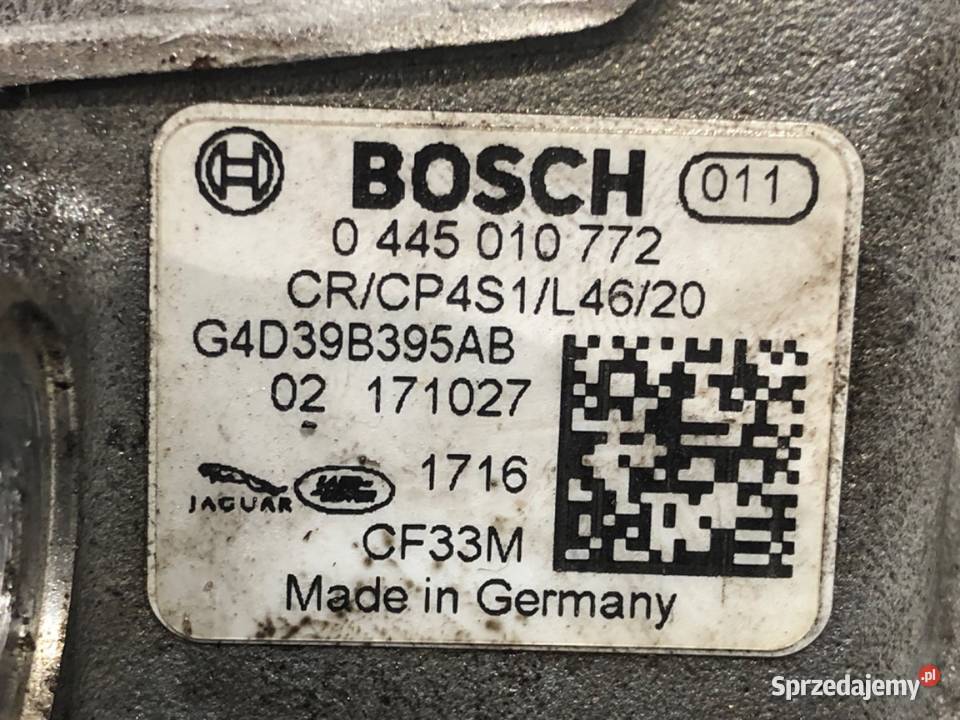 BOSCH 011
0 445 010 772
CR/CP4S1/L46/20
G4D39B395AB
02 171027
JAGUAR 1716
CF33M
Made in Germany
Sprzedajemy.pl